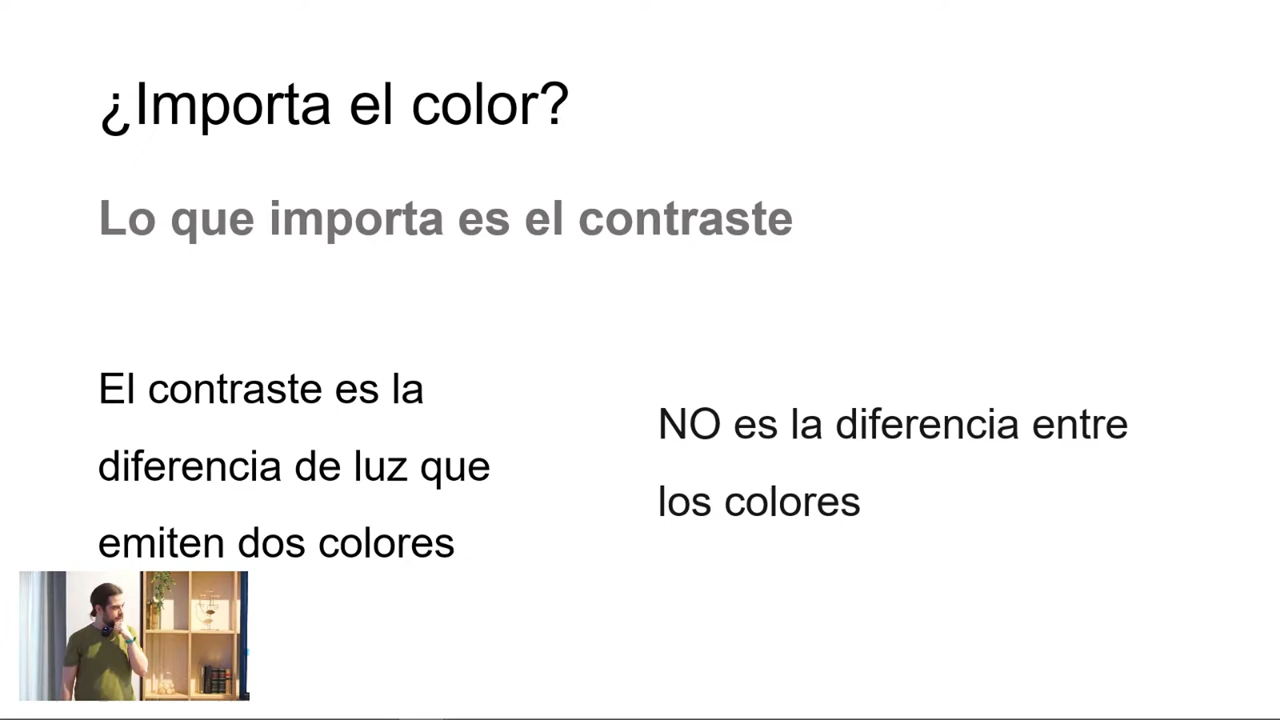 ¿Importa el color?
Lo que importa es el contraste
El contraste es la
diferencia de luz que
emiten dos colores
NO es la diferencia entre
los colores